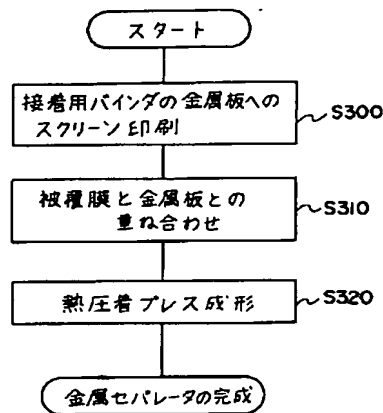 スタート
接着用バインダの金属板への
スクリーン印刷
S300
被覆膜と金属板との
重ね合わせ
S310
熱圧着プレス成形
S320
金属セパレータの完成